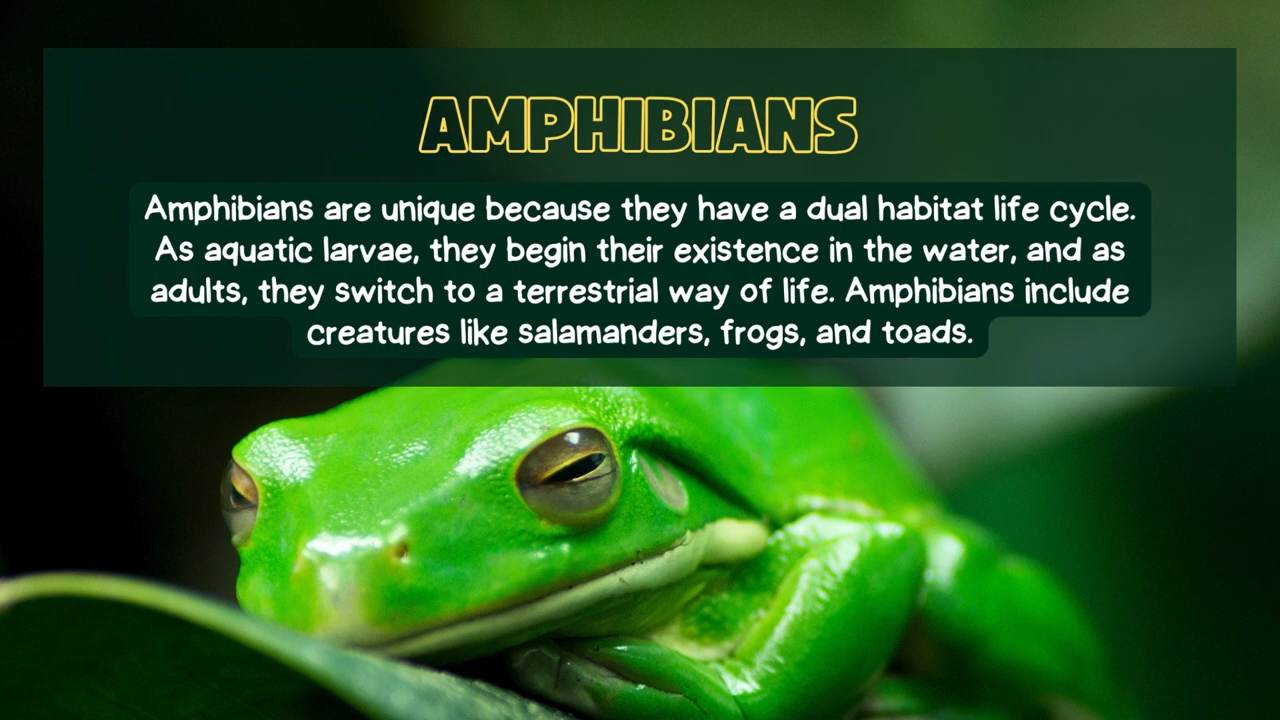 AMPHIBIANS
Amphibians are unique because they have a dual habitat life cycle.
As aquatic larvae, they begin their existence in the water, and as
adults, they switch to a terrestrial way of life. Amphibians include
creatures like salamanders, frogs, and toads.